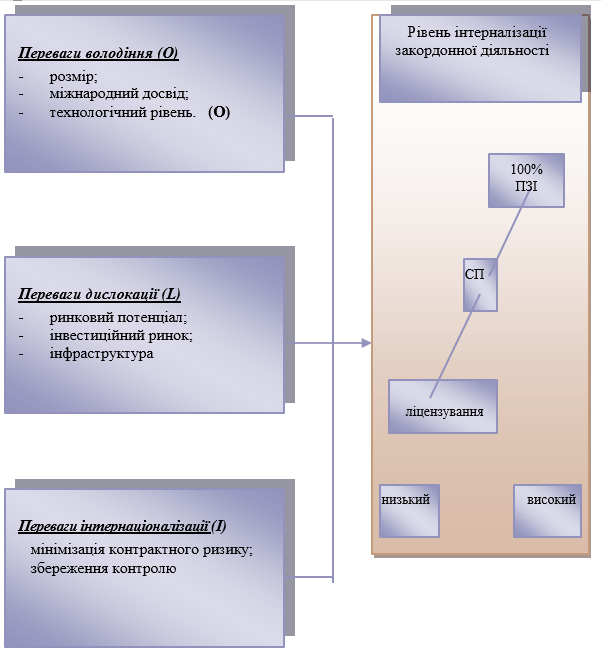 Переваги володіння (О)
- розмір;
- міжнародний досвід;
- технологічний рівень. (О)
Переваги дислокації (L)
- ринковий потенціал;
- інвестиційний ринок;
- інфраструктура
Переваги інтернаціоналізації (I)
мінімізація контрактного ризику;
збереження контролю
Рівень інтерналізації
закордонної діяльності
100%
ПЗІ
СП
ліцензування
низький
високий